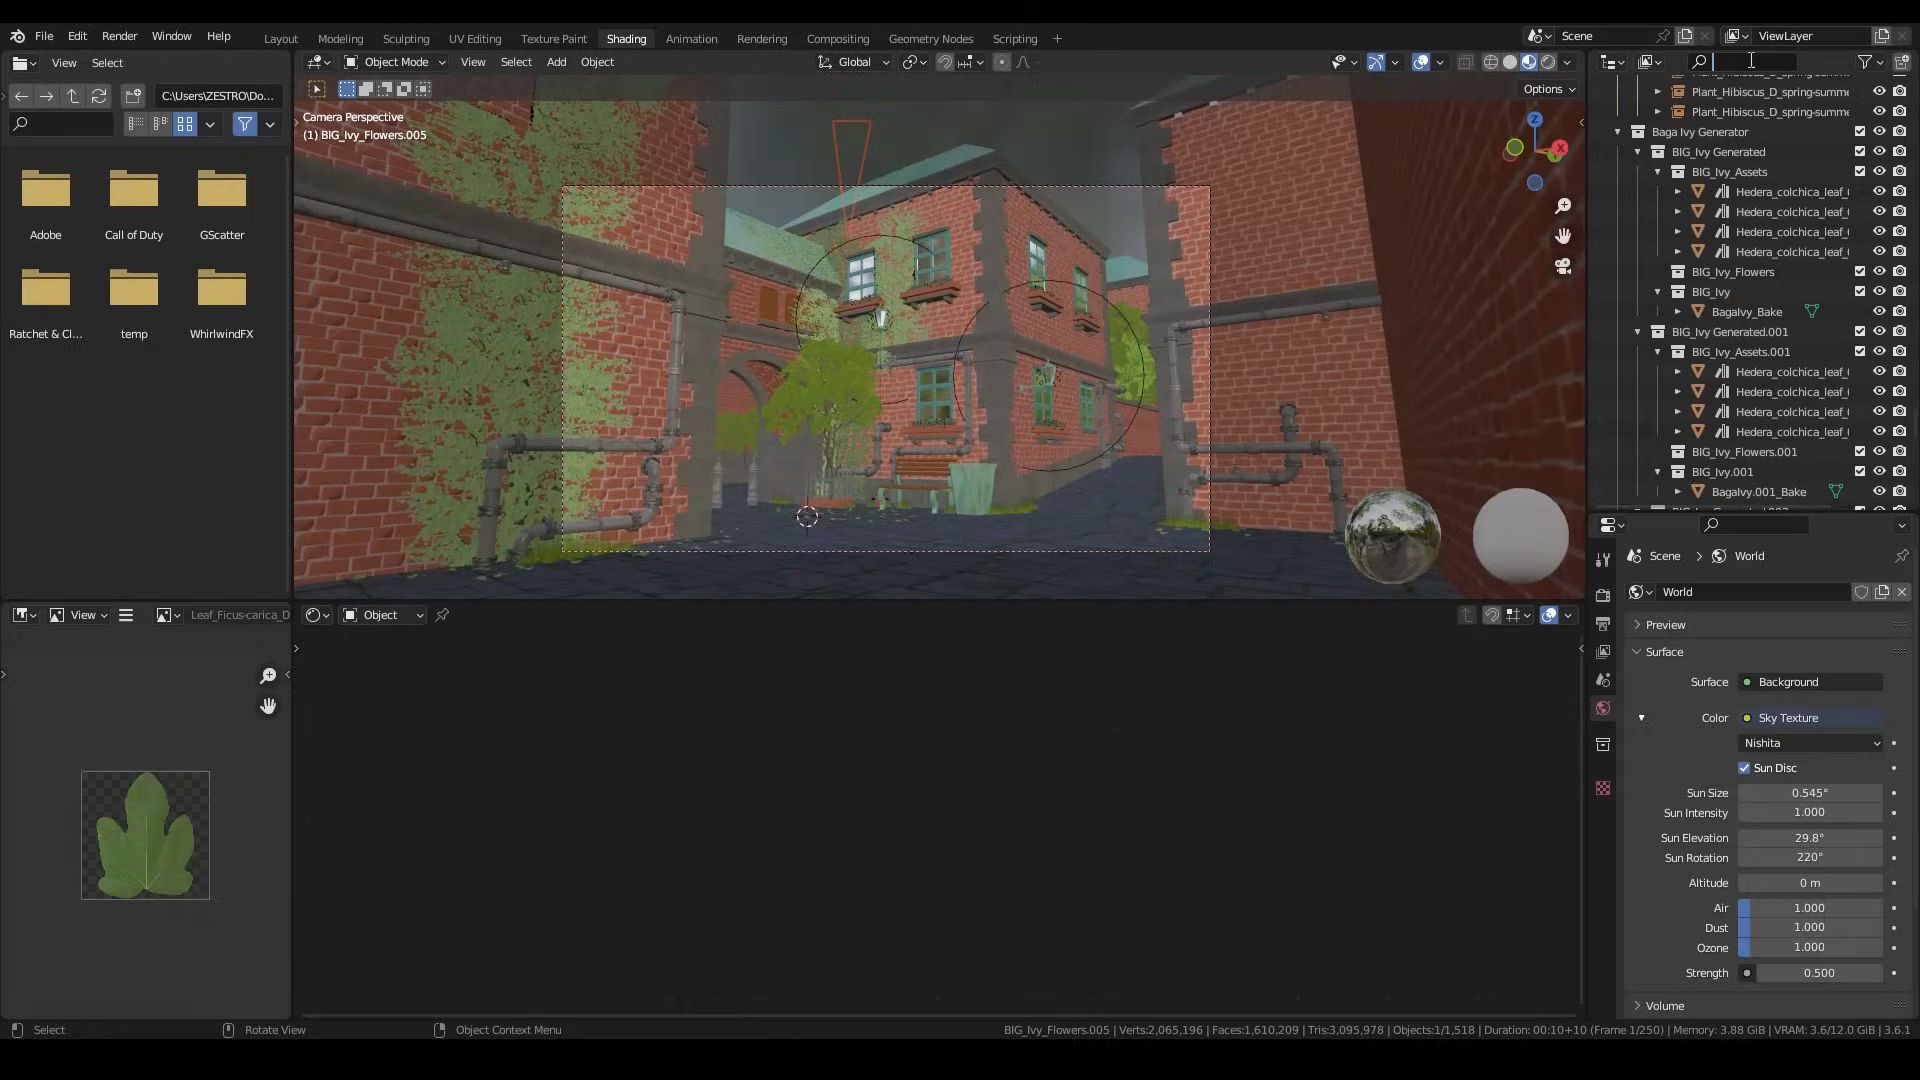 File Edit Render Window Help
Layout Modeling Sculpting UV Editing Texture Paint Shading Animation Rendering Compositing Geometry Nodes Scripting +
Scene
ViewLayer
View Select
C:\Users\ZESTRO\Do...
Adobe
Call of Duty
GScatter
Ratchet & Cl...
temp
WhirlwindFX
Object Mode View Select Add Object
Global
Options
Camera Perspective
(1) BIG_Ivy_Flowers.005
Z
X
Plant_Hibiscus_D_spring-summe
Plant_Hibiscus_D_spring-summe
Baga Ivy Generator
BIG_Ivy Generated
BIG_Ivy_Assets
Hedera_colchica_leaf_
Hedera_colchica_leaf_
Hedera_colchica_leaf_
Hedera_colchica_leaf_
BIG_Ivy_Flowers
BIG_Ivy
BagaIvy_Bake
BIG_Ivy Generated.001
BIG_Ivy_Assets.001
Hedera_colchica_leaf_
Hedera_colchica_leaf_
Hedera_colchica_leaf_
Hedera_colchica_leaf_
BIG_Ivy_Flowers.001
BIG_Ivy.001
BagaIvy.001_Bake
View
Leaf_Ficus-carica_D
Object
Scene > World
World
Preview
Surface
Surface Background
Color Sky Texture
Nishita
Sun Disc
Sun Size 0.545°
Sun Intensity 1.000
Sun Elevation 29.8°
Sun Rotation 220°
Altitude 0 m
Air 1.000
Dust 1.000
Ozone 1.000
Strength 0.500
Volume
Select
Rotate View
Object Context Menu
BIG_Ivy_Flowers.005 | Verts:2,065,196 | Faces:1,610,209 | Tris:3,095,978 | Objects:1/1,518 | Duration: 00:10+10 (Frame 1/250) | Memory: 3.88 GiB | VRAM: 3.6/12.0 GiB | 3.6.1